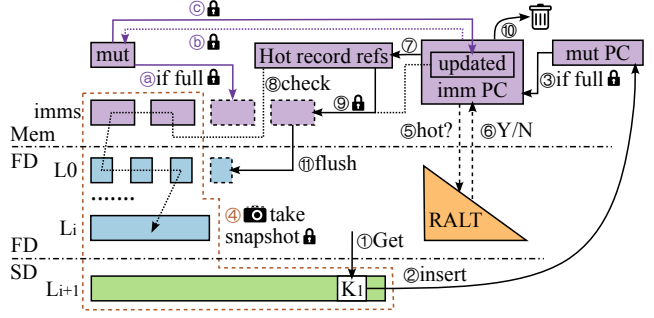 ⓒ
ⓑ
⑩
mut
Hot record refs
⑦
updated
imm PC
mut PC
ⓐif full
⑧check
③if full
imms
⑨
⑤hot?
⑥Y/N
Mem
FD
L0
⑪flush
④ take
snapshot
RALT
Li
①Get
FD
SD
②insert
Li+1
K1